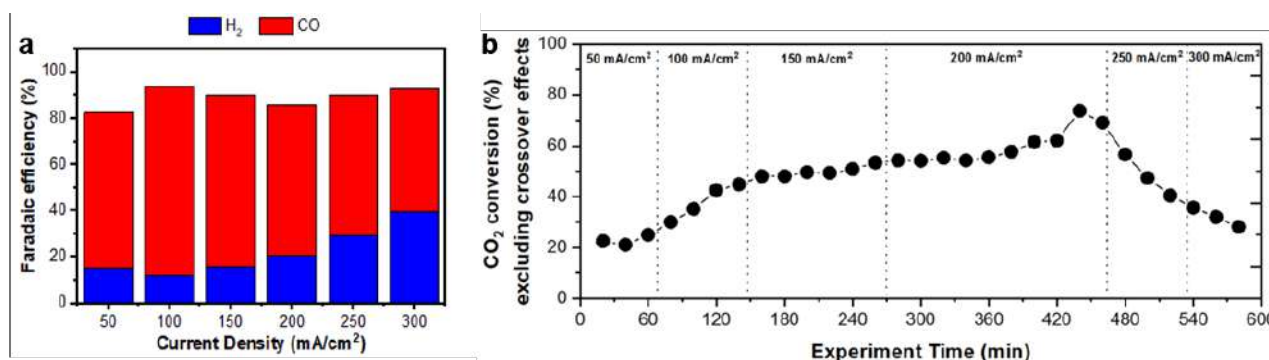 H2 CO
a
Faradaic efficiency (%)
100
80
60
40
20
0
50 100 150 200 250 300
Current Density (mA/cm²)
b
CO2 conversion (%)
excluding crossover effects
100
80
60
40
20
0
50 mA/cm² 100 mA/cm² 150 mA/cm² 200 mA/cm² 250 mA/cm² 300 mA/cm²
0 60 120 180 240 300 360 420 480 540 600
Experiment Time (min)